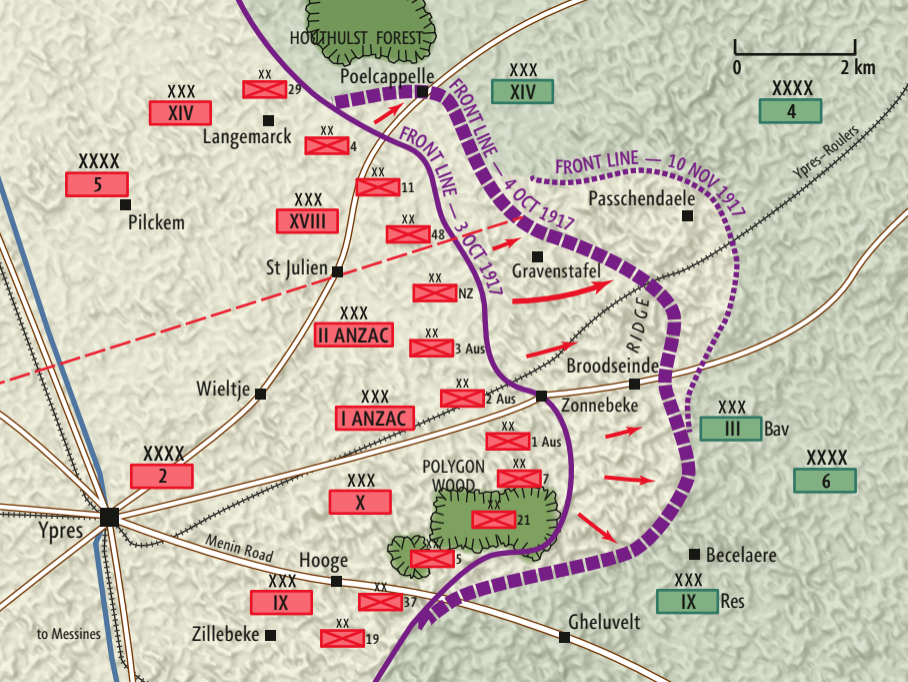 HOUTHULST FOREST
0 2 km
Poelcappelle
XX
29
XXX
XIV
XXX
XIV
XXXX
4
Langemarck
XX
4
FRONT LINE — 3 OCT 1917
FRONT LINE — 4 OCT 1917
FRONT LINE — 10 NOV 1917
Ypres–Roulers
XXXX
5
Pilckem
XX
11
Passchendaele
XXX
XVIII
XX
48
St Julien
Gravenstafel
XX
NZ
XXX
II ANZAC
RIDGE
XX
3 Aus
Broodseinde
Wieltje
XX
2 Aus
Zonnebeke
XXX
I ANZAC
XXX
III
Bav
XX
1 Aus
XXXX
2
POLYGON
WOOD
XX
7
XXXX
6
XXX
X
XX
21
Ypres
Menin Road
XX
5
Becelaere
Hooge
XXX
IX
XX
37
XXX
IX
Res
to Messines
Zillebeke
XX
19
Gheluvelt